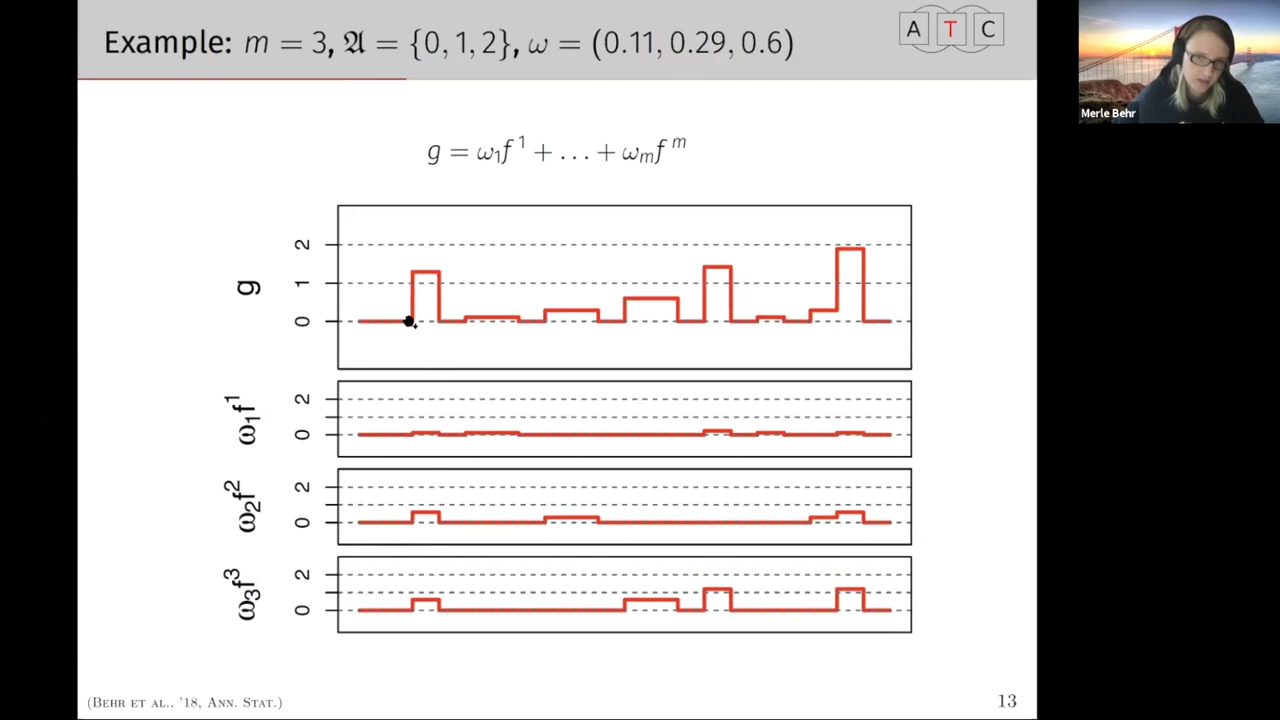 Example: m = 3, 𝔄 = {0, 1, 2}, ω = (0.11, 0.29, 0.6)
A T C
Merle Behr
g = ω₁f¹ + … + ωₘfᵐ
g
2
1
0
ω₁f¹
2
0
ω₂f²
2
0
ω₃f³
2
0
(Behr et al., '18, Ann. Stat.)
13